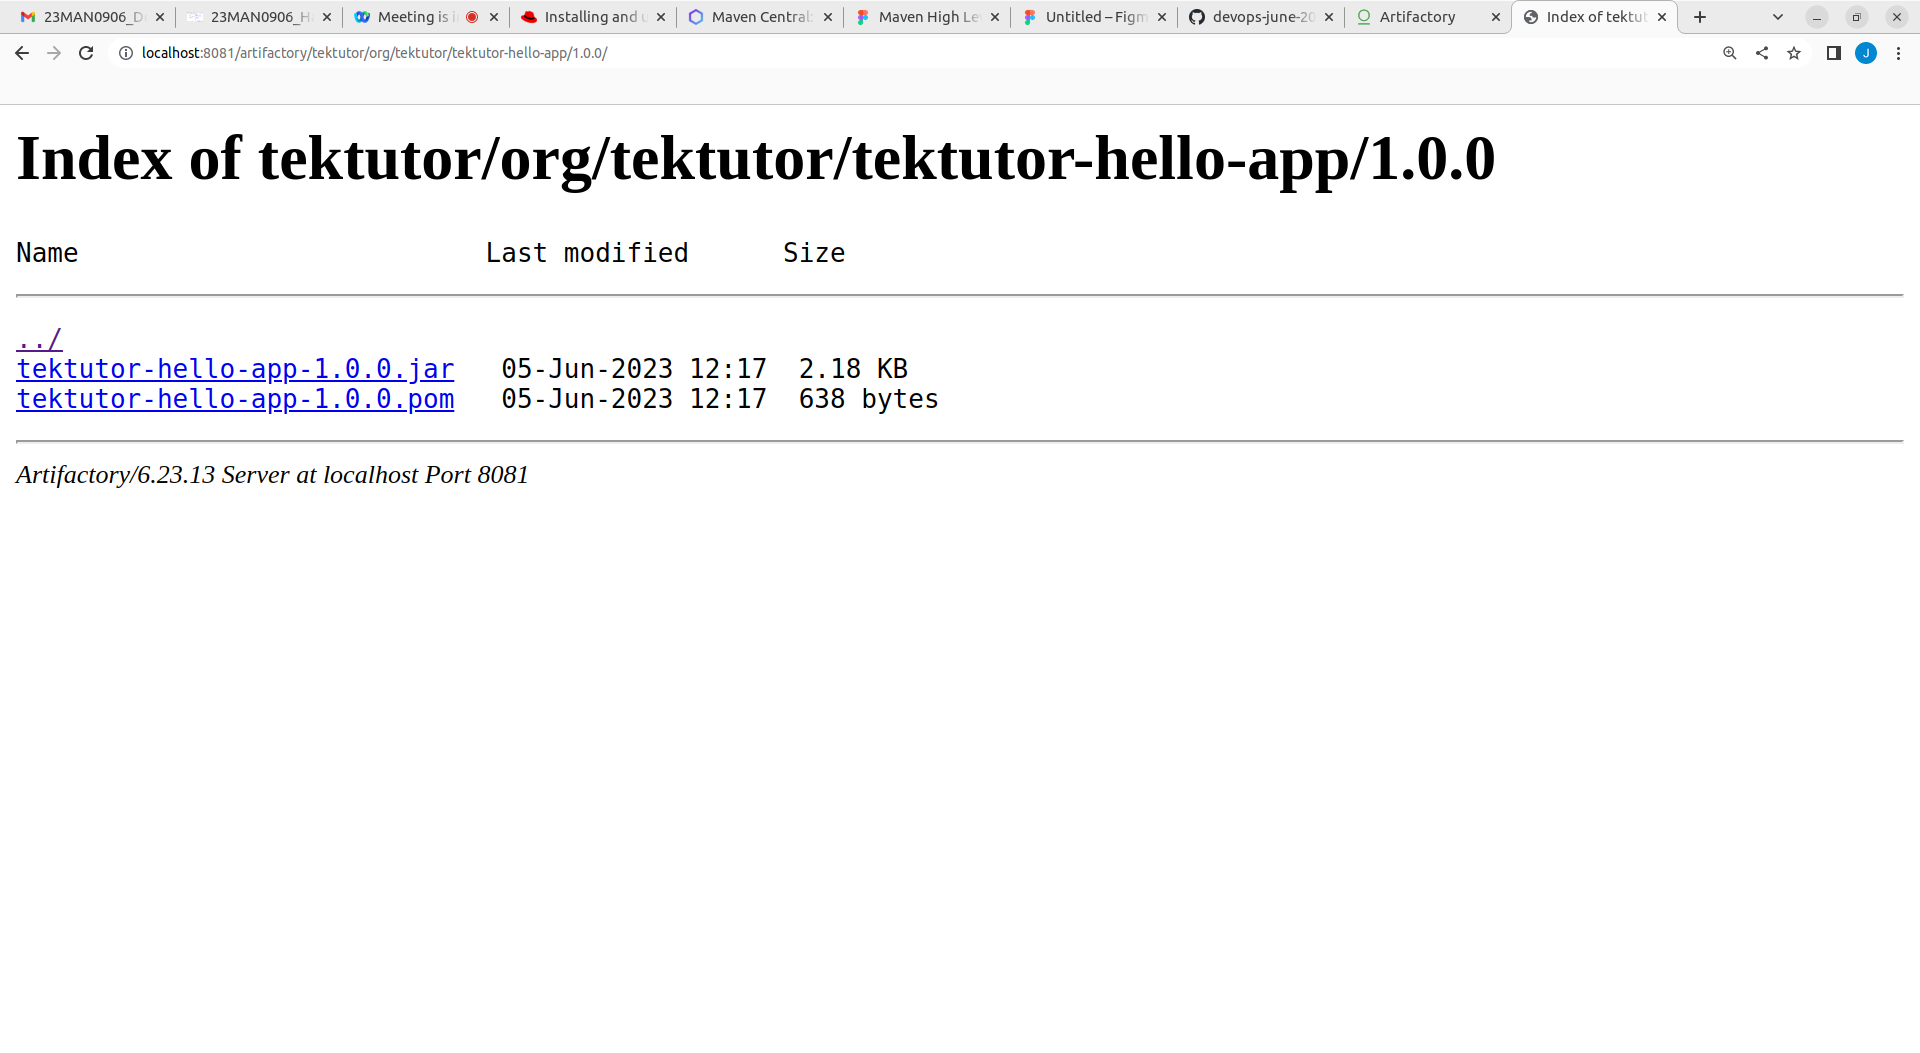 23MAN0906_D
23MAN0906_H
Meeting is i
Installing and u
Maven Central:
Maven High Le
Untitled – Figm
devops-june-20
Artifactory
Index of tektut
localhost:8081/artifactory/tektutor/org/tektutor/tektutor-hello-app/1.0.0/
J
Index of tektutor/org/tektutor/tektutor-hello-app/1.0.0
Name Last modified Size
../
tektutor-hello-app-1.0.0.jar 05-Jun-2023 12:17 2.18 KB
tektutor-hello-app-1.0.0.pom 05-Jun-2023 12:17 638 bytes
Artifactory/6.23.13 Server at localhost Port 8081